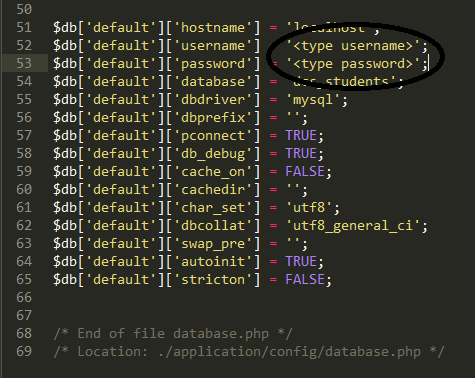 50
51 $db['default']['hostname'] = 'localhost';
52 $db['default']['username'] = '<type username>';
53 $db['default']['password'] = '<type password>';
54 $db['default']['database'] = students';
55 $db['default']['dbdriver'] = 'mysql';
56 $db['default']['dbprefix'] = '';
57 $db['default']['pconnect'] = TRUE;
58 $db['default']['db_debug'] = TRUE;
59 $db['default']['cache_on'] = FALSE;
60 $db['default']['cachedir'] = '';
61 $db['default']['char_set'] = 'utf8';
62 $db['default']['dbcollat'] = 'utf8_general_ci';
63 $db['default']['swap_pre'] = '';
64 $db['default']['autoinit'] = TRUE;
65 $db['default']['stricton'] = FALSE;
66
67
68 /* End of file database.php */
69 /* Location: ./application/config/database.php */